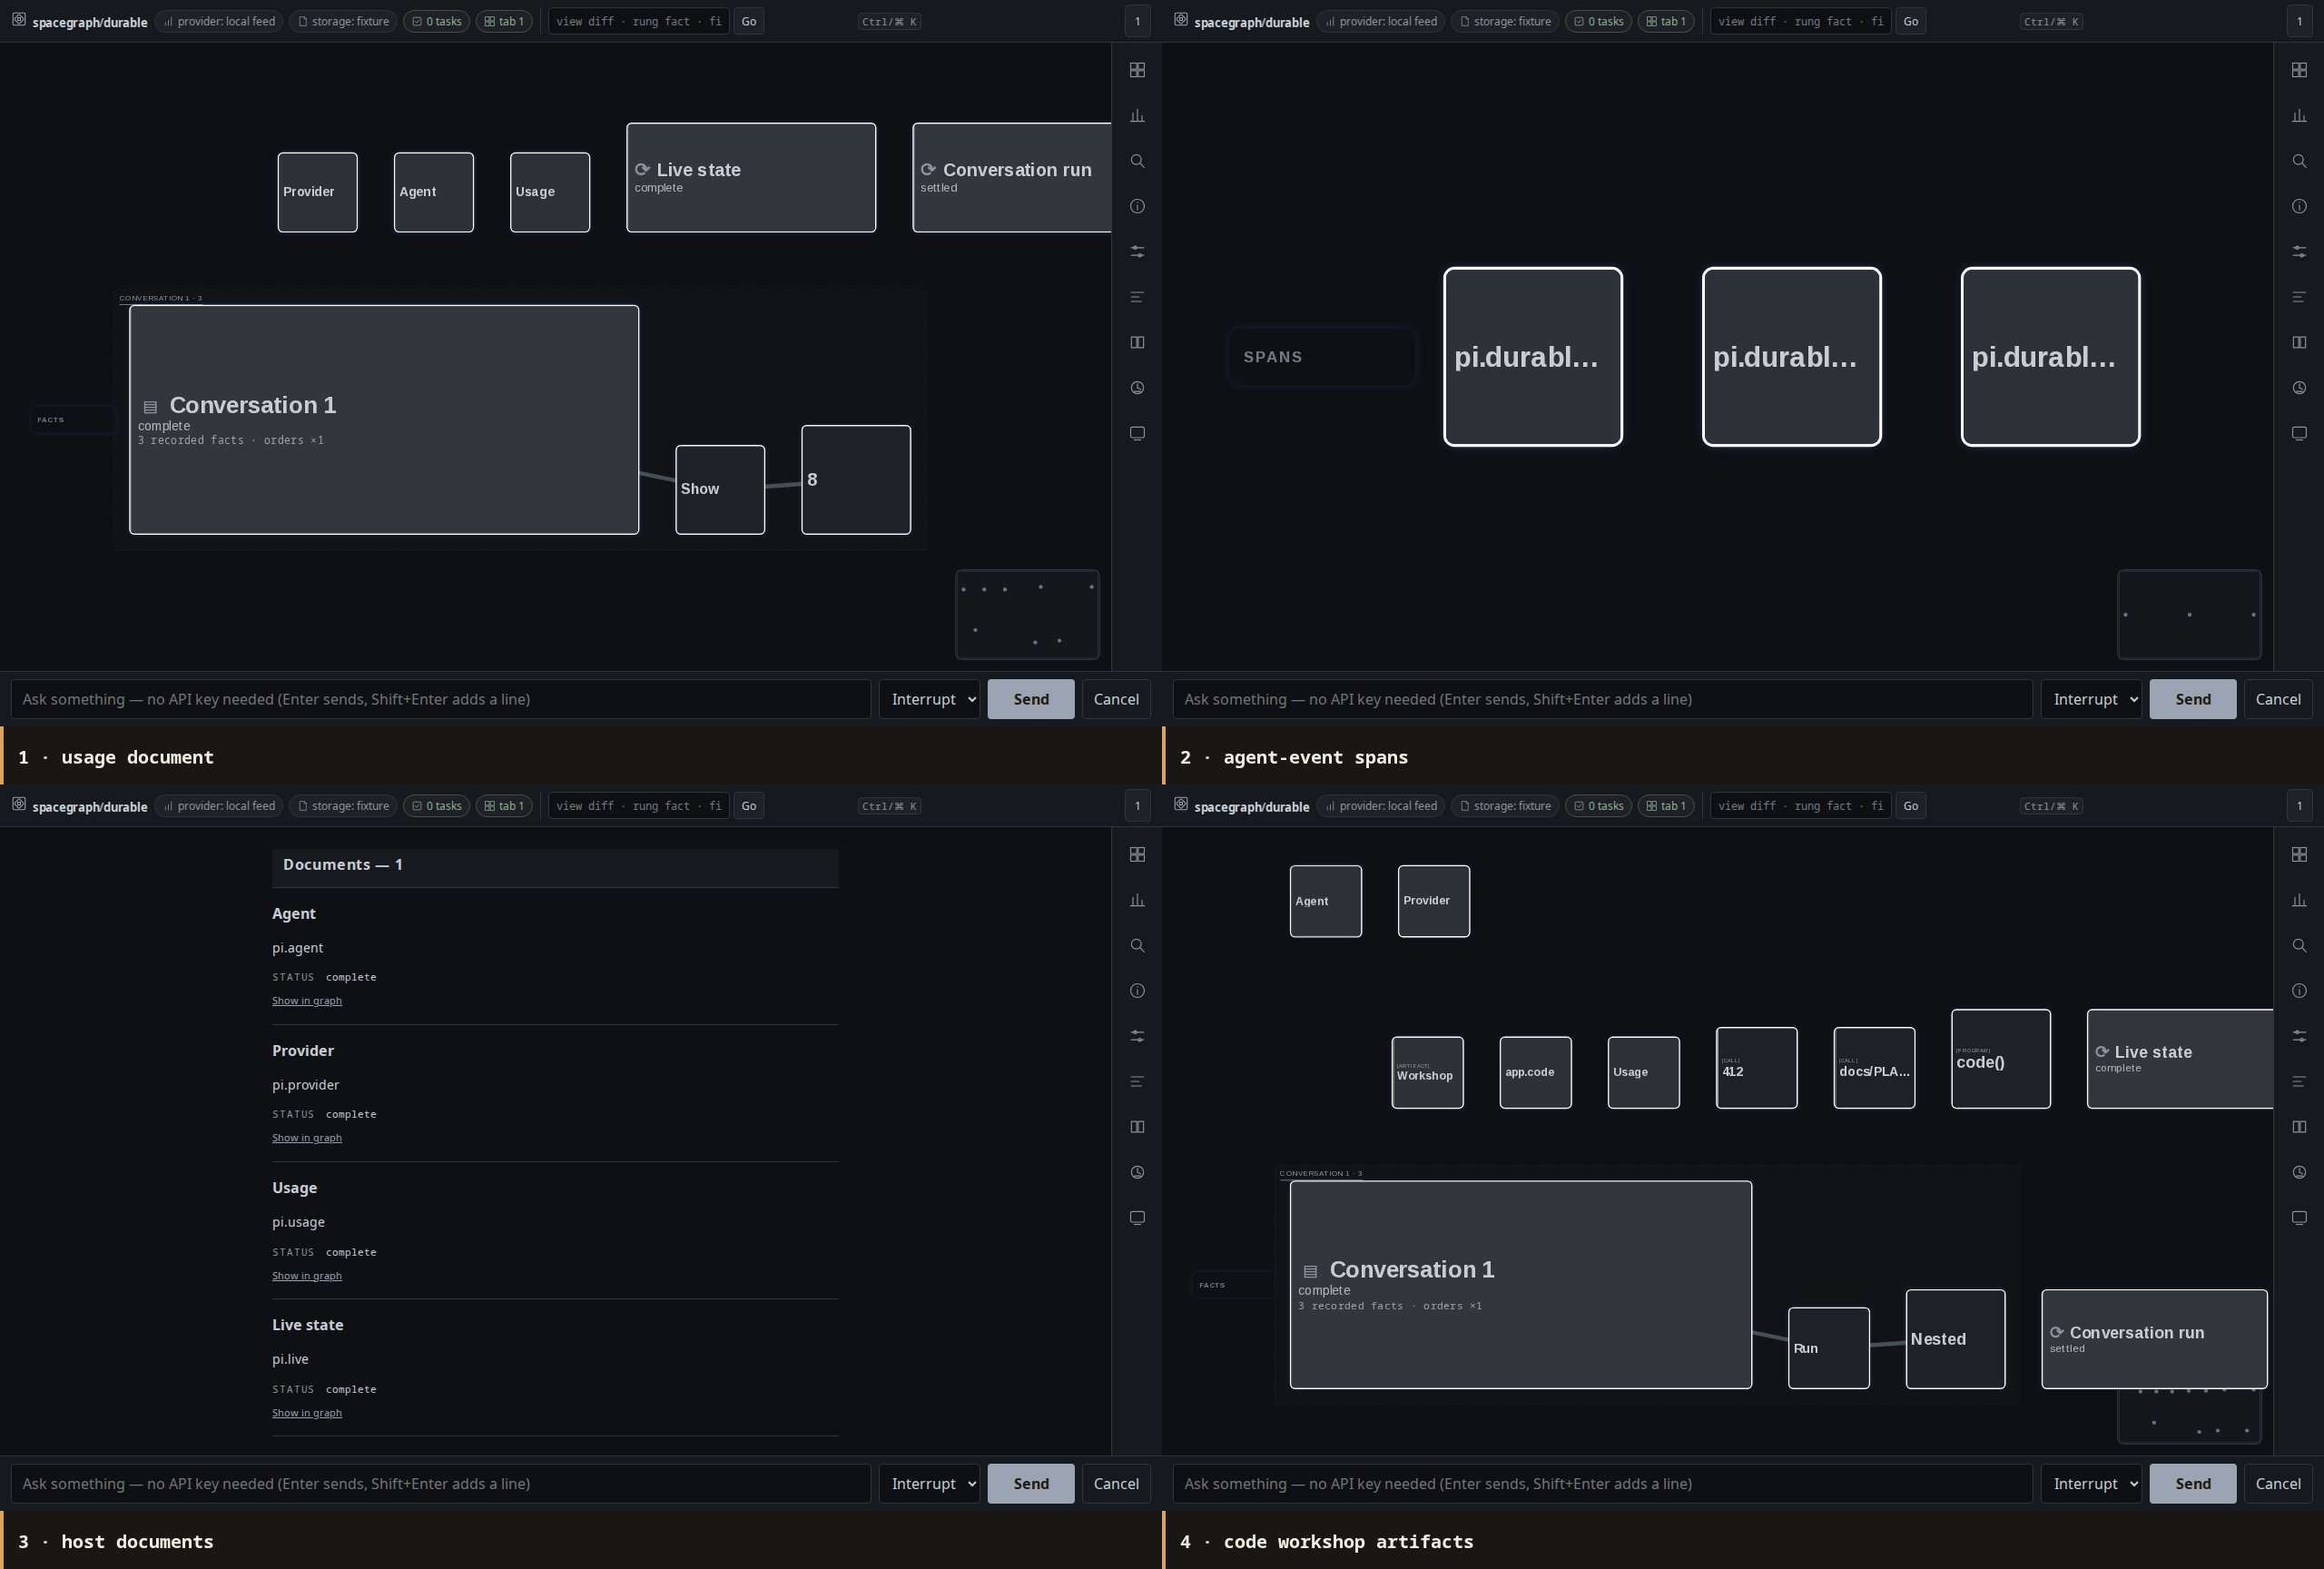 spacegraph/durable provider: local feed storage: fixture 0 tasks tab 1 view diff · rung fact · fi Go Ctrl/⌘ K 1
Provider
Agent
Usage
⟳ Live state
complete
⟳ Conversation run
settled
CONVERSATION 1 · 3
FACTS
Conversation 1
complete
3 recorded facts · orders ×1
Show
8
Ask something — no API key needed (Enter sends, Shift+Enter adds a line) Interrupt Send Cancel
1 · usage document
spacegraph/durable provider: local feed storage: fixture 0 tasks tab 1 view diff · rung fact · fi Go Ctrl/⌘ K 1
SPANS
pi.durabl...
pi.durabl...
pi.durabl...
Ask something — no API key needed (Enter sends, Shift+Enter adds a line) Interrupt Send Cancel
2 · agent-event spans
spacegraph/durable provider: local feed storage: fixture 0 tasks tab 1 view diff · rung fact · fi Go Ctrl/⌘ K 1
Documents — 1
Agent
pi.agent
STATUS complete
Show in graph
Provider
pi.provider
STATUS complete
Show in graph
Usage
pi.usage
STATUS complete
Show in graph
Live state
pi.live
STATUS complete
Show in graph
Ask something — no API key needed (Enter sends, Shift+Enter adds a line) Interrupt Send Cancel
3 · host documents
spacegraph/durable provider: local feed storage: fixture 0 tasks tab 1 view diff · rung fact · fi Go Ctrl/⌘ K 1
Agent
Provider
[ARTIFACT]
Workshop
app.code
Usage
[CALL]
412
[CALL]
docs/PLA...
[PROGRAM]
code()
⟳ Live state
complete
CONVERSATION 1 · 3
FACTS
Conversation 1
complete
3 recorded facts · orders ×1
Run
Nested
⟳ Conversation run
settled
Ask something — no API key needed (Enter sends, Shift+Enter adds a line) Interrupt Send Cancel
4 · code workshop artifacts